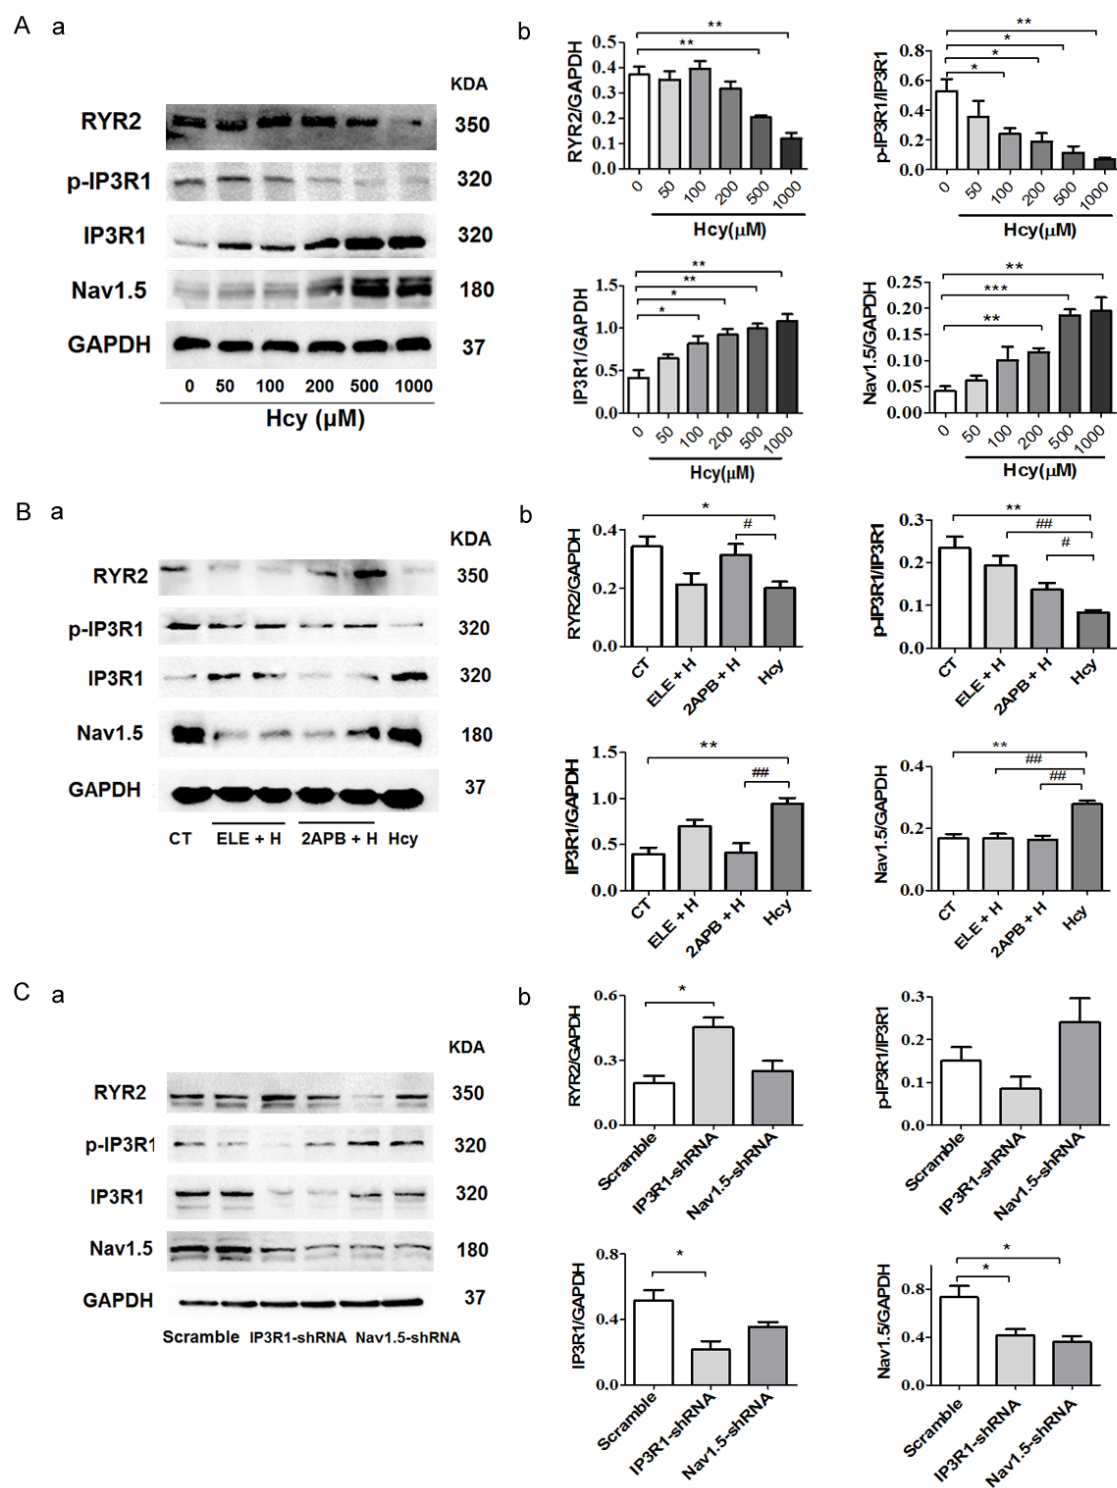 A a
KDA
RYR2 350
p-IP3R1 320
IP3R1 320
Nav1.5 180
GAPDH 37
0 50 100 200 500 1000
Hcy (μM)
b
**
**
RYR2/GAPDH
0.5
0.4
0.3
0.2
0.1
0.0
0 50 100 200 500 1000
Hcy(μM)
**
*
*
*
p-IP3R1/IP3R1
0.8
0.6
0.4
0.2
0.0
0 50 100 200 500 1000
Hcy(μM)
**
**
*
*
IP3R1/GAPDH
1.5
1.0
0.5
0.0
0 50 100 200 500 1000
Hcy(μM)
**
***
**
Nav1.5/GAPDH
0.25
0.20
0.15
0.10
0.05
0.00
0 50 100 200 500 1000
Hcy(μM)
B a
KDA
RYR2 350
p-IP3R1 320
IP3R1 320
Nav1.5 180
GAPDH 37
CT ELE + H 2APB + H Hcy
b
*
#
RYR2/GAPDH
0.4
0.2
0.0
CT ELE + H 2APB + H Hcy
**
##
#
p-IP3R1/IP3R1
0.3
0.2
0.1
0.0
CT ELE + H 2APB + H Hcy
**
##
IP3R1/GAPDH
1.5
1.0
0.5
0.0
CT ELE + H 2APB + H Hcy
**
##
##
Nav1.5/GAPDH
0.4
0.2
0.0
CT ELE + H 2APB + H Hcy
C a
KDA
RYR2 350
p-IP3R1 320
IP3R1 320
Nav1.5 180
GAPDH 37
Scramble IP3R1-shRNA Nav1.5-shRNA
b
*
RYR2/GAPDH
0.6
0.3
0.0
Scramble IP3R1-shRNA Nav1.5-shRNA
p-IP3R1/IP3R1
0.3
0.2
0.1
0.0
Scramble IP3R1-shRNA Nav1.5-shRNA
*
IP3R1/GAPDH
0.8
0.4
0.0
Scramble IP3R1-shRNA Nav1.5-shRNA
*
*
Nav1.5/GAPDH
0.8
0.4
0.0
Scramble IP3R1-shRNA Nav1.5-shRNA